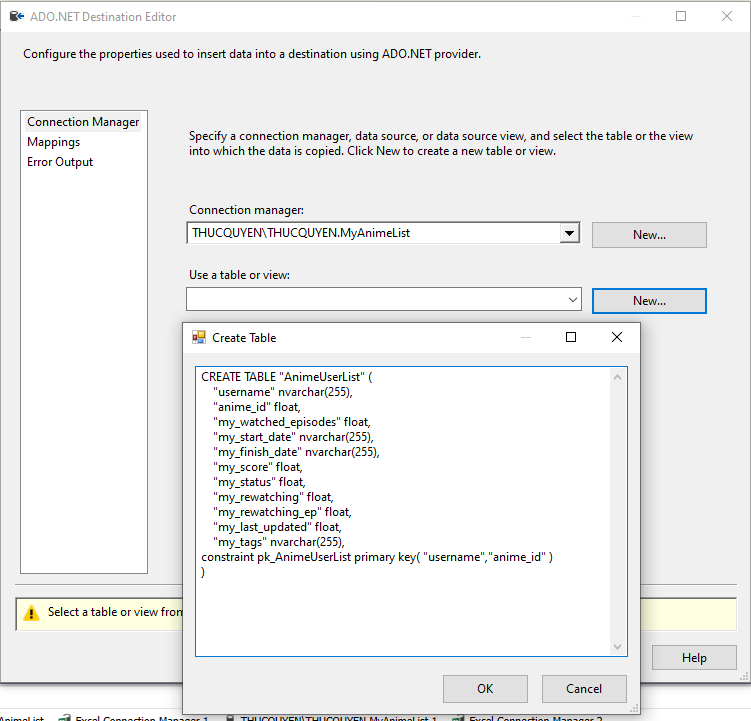 ADO.NET Destination Editor
Configure the properties used to insert data into a destination using ADO.NET provider.
Connection Manager
Mappings
Error Output
Specify a connection manager, data source, or data source view, and select the table or the view
into which the data is copied. Click New to create a new table or view.
Connection manager:
THUCQUYEN\THUCQUYEN.MyAnimeList
New...
Use a table or view:
New...
Create Table
CREATE TABLE "AnimeUserList" (
"username" nvarchar(255),
"anime_id" float,
"my_watched_episodes" float,
"my_start_date" nvarchar(255),
"my_finish_date" nvarchar(255),
"my_score" float,
"my_status" float,
"my_rewatching" float,
"my_rewatching_ep" float,
"my_last_updated" float,
"my_tags" nvarchar(255),
constraint pk_AnimeUserList primary key( "username","anime_id" )
)
Select a table or view from
Help
OK
Cancel
AnimeList
Excel Connection Manager 1
THUCQUYEN\THUCQUYEN.MyAnimeList 1
Excel Connection Manager 2